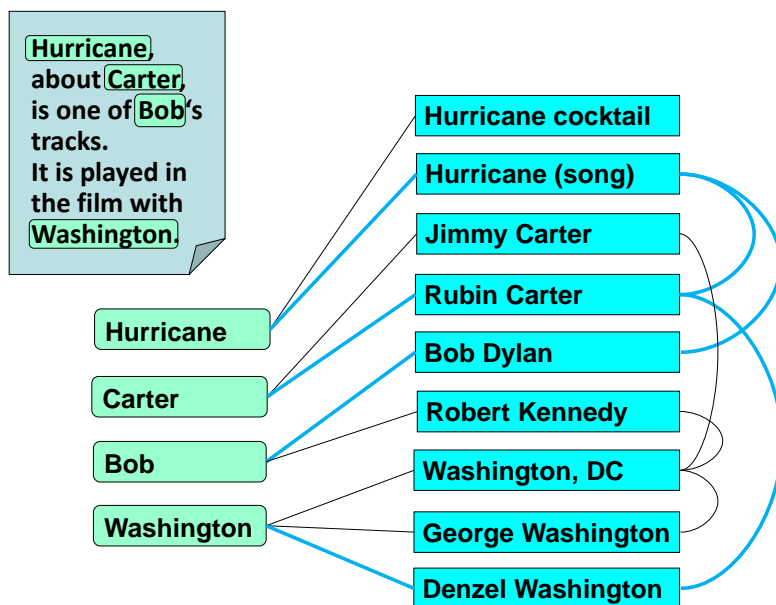 Hurricane,
about Carter,
is one of Bob‘s
tracks.
It is played in
the film with
Washington.
Hurricane
Carter
Bob
Washington
Hurricane cocktail
Hurricane (song)
Jimmy Carter
Rubin Carter
Bob Dylan
Robert Kennedy
Washington, DC
George Washington
Denzel Washington